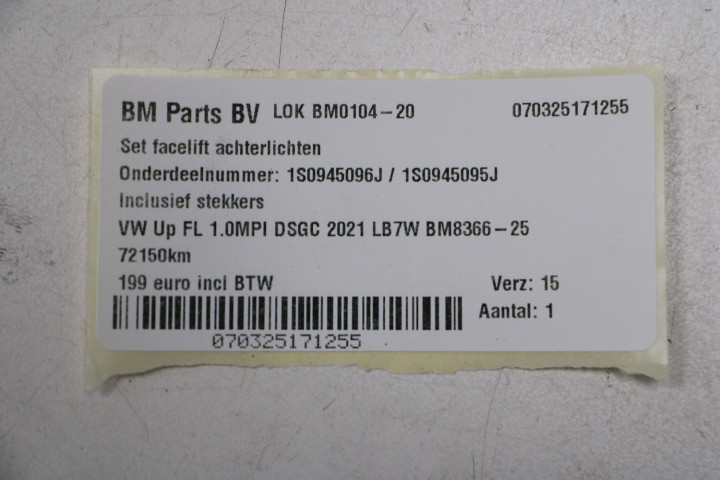 BM Parts BV LOK BM0104-20 070325171255
Set facelift achterlichten
Onderdeelnummer: 1S0945096J / 1S0945095J
Inclusief stekkers
VW Up FL 1.0MPI DSGC 2021 LB7W BM8366-25
72150km
199 euro incl BTW Verz: 15
Aantal: 1
070325171255